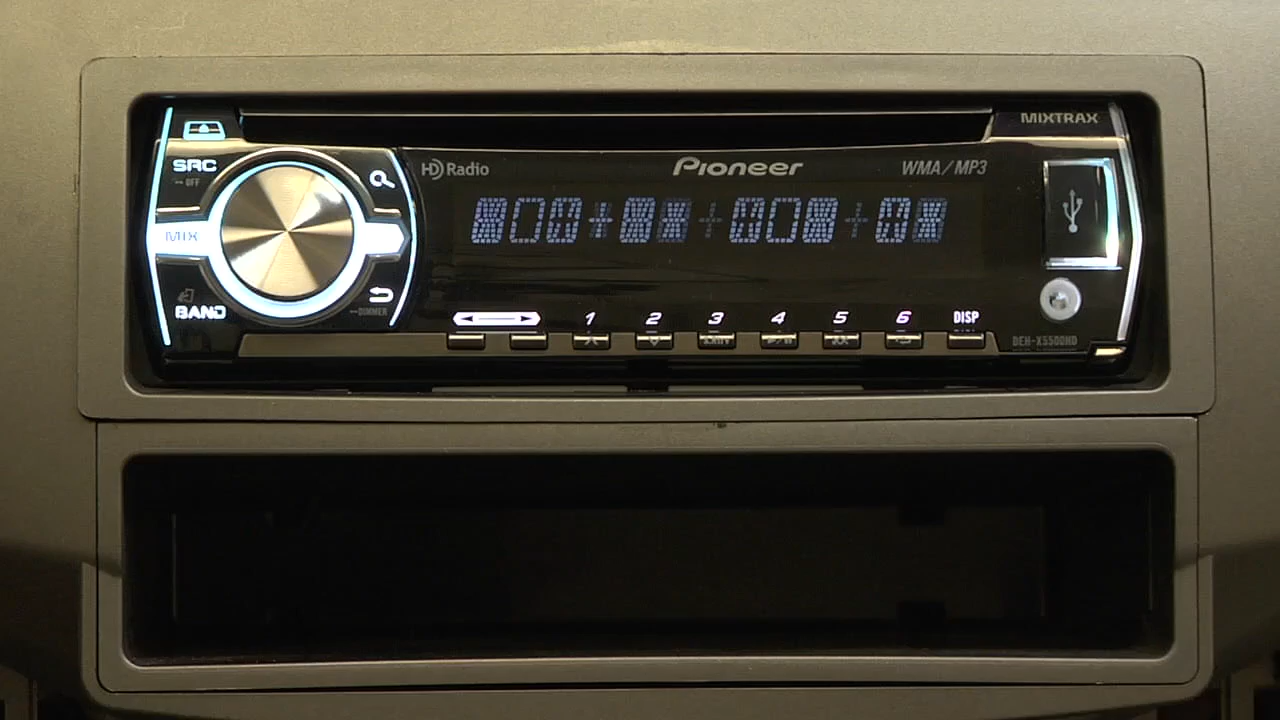 MIXTRAX
SRC
OFF
HD Radio
Pioneer
WMA/MP3
MIX
BAND
DIMMER
1 2 3 4 5 6 DISP
DEH-X5500HD